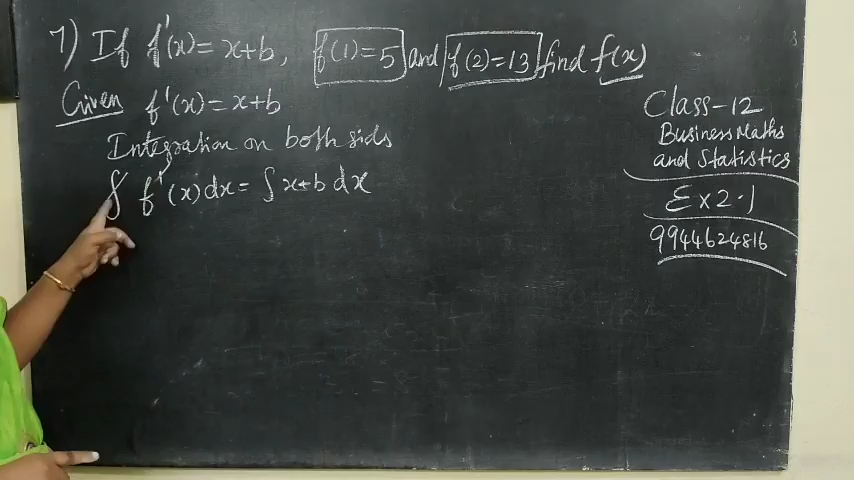 7) If f'(x) = x+b, f(1)=5 and f(2)=13 find f(x)
Given f'(x) = x+b
Integration on both sids
∫ f'(x) dx = ∫ x+b dx
Class-12
Business Maths
and Statistics
Ex 2.1
9944624816